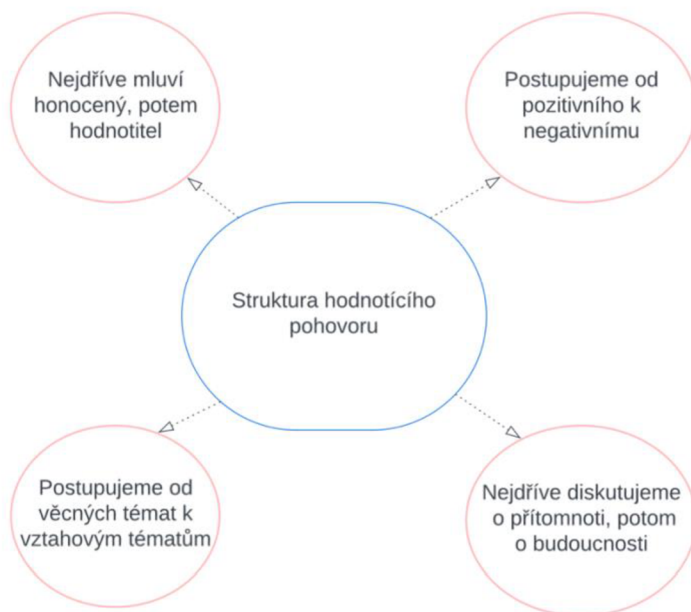 Nejdříve mluví
honocený, potem
hodnotitel
Postupujeme od
pozitivního k
negativnímu
Struktura hodnotícího
pohovoru
Postupujeme od
věcných témat k
vztahovým tématům
Nejdříve diskutujeme
o přítomnoti, potom
o budoucnosti